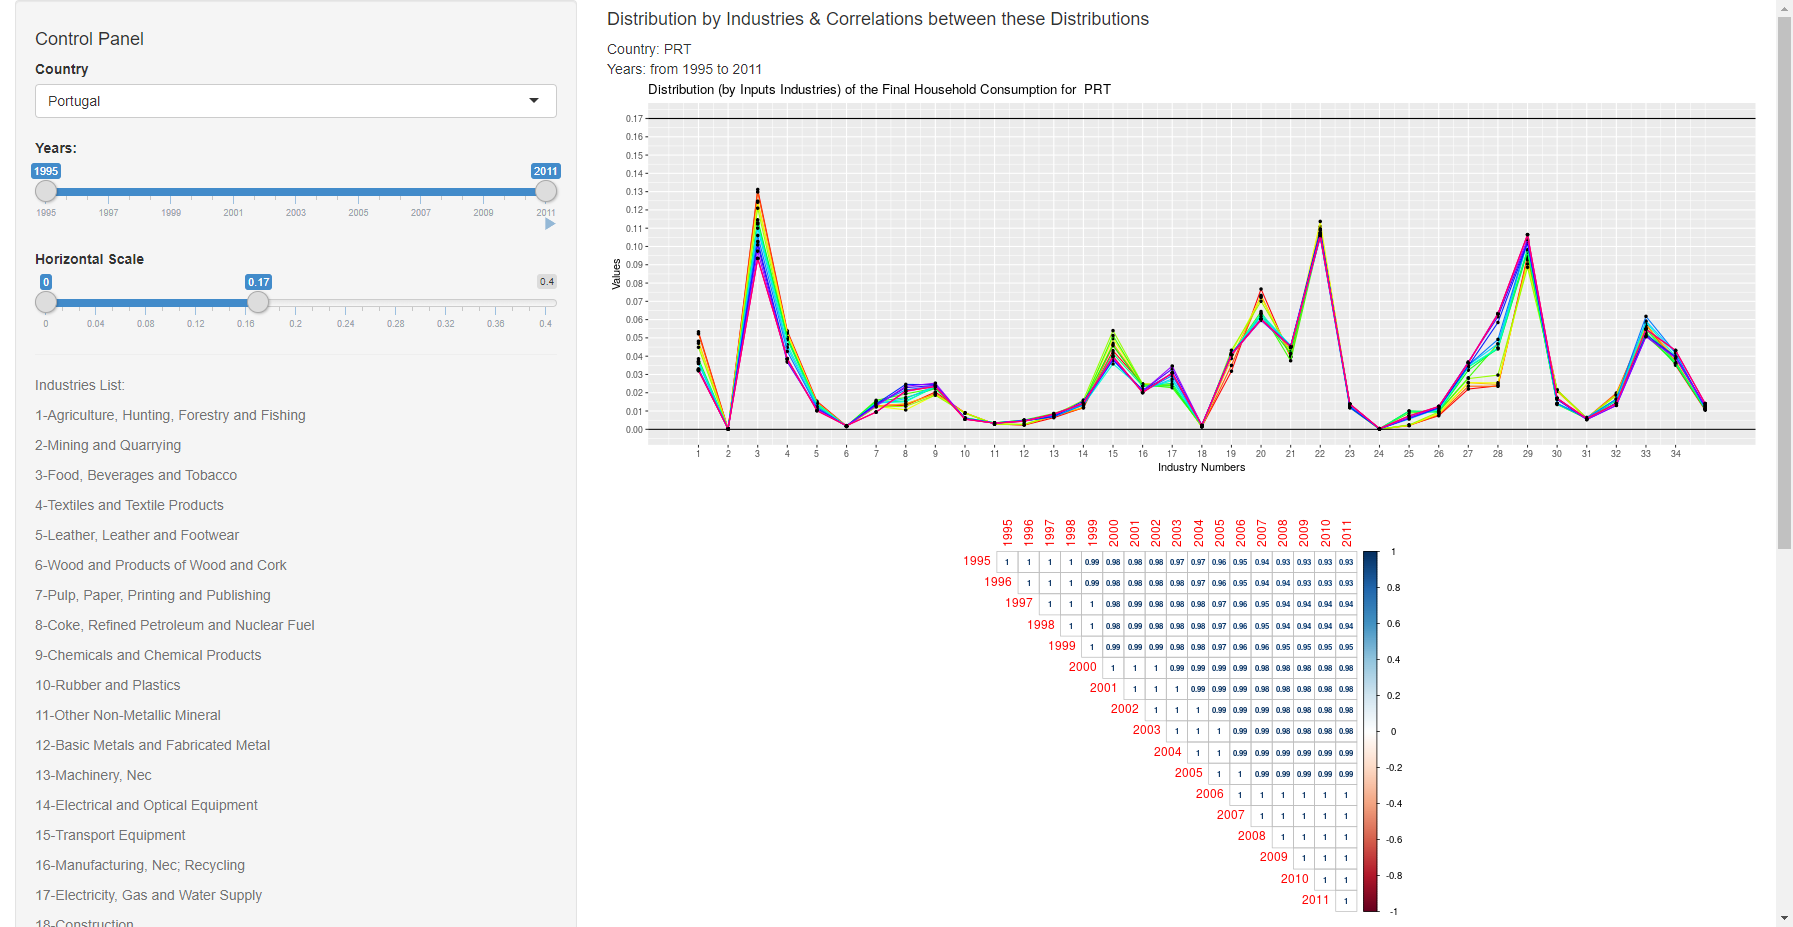 Control Panel
Country
Portugal
Years:
1995 2011
1995 1997 1999 2001 2003 2005 2007 2009 2011
Horizontal Scale
0 0.17 0.4
0 0.04 0.08 0.12 0.16 0.2 0.24 0.28 0.32 0.36 0.4
Industries List:
1-Agriculture, Hunting, Forestry and Fishing
2-Mining and Quarrying
3-Food, Beverages and Tobacco
4-Textiles and Textile Products
5-Leather, Leather and Footwear
6-Wood and Products of Wood and Cork
7-Pulp, Paper, Printing and Publishing
8-Coke, Refined Petroleum and Nuclear Fuel
9-Chemicals and Chemical Products
10-Rubber and Plastics
11-Other Non-Metallic Mineral
12-Basic Metals and Fabricated Metal
13-Machinery, Nec
14-Electrical and Optical Equipment
15-Transport Equipment
16-Manufacturing, Nec; Recycling
17-Electricity, Gas and Water Supply
18-Construction
Distribution by Industries & Correlations between these Distributions
Country: PRT
Years: from 1995 to 2011
Distribution (by Inputs Industries) of the Final Household Consumption for PRT
Values
0.17
0.16
0.15
0.14
0.13
0.12
0.11
0.10
0.09
0.08
0.07
0.06
0.05
0.04
0.03
0.02
0.01
0.00
1 2 3 4 5 6 7 8 9 10 11 12 13 14 15 16 17 18 19 20 21 22 23 24 25 26 27 28 29 30 31 32 33 34
Industry Numbers
1995 1996 1997 1998 1999 2000 2001 2002 2003 2004 2005 2006 2007 2008 2009 2010 2011
1995 1 1 1 1 0.99 0.98 0.98 0.98 0.97 0.97 0.96 0.95 0.94 0.93 0.93 0.93 0.93
1996 1 1 1 0.99 0.98 0.98 0.98 0.98 0.97 0.96 0.95 0.94 0.94 0.93 0.93 0.93
1997 1 1 1 0.98 0.99 0.98 0.98 0.98 0.97 0.96 0.95 0.94 0.94 0.94 0.94
1998 1 1 0.98 0.99 0.98 0.98 0.98 0.97 0.96 0.95 0.94 0.94 0.94 0.94
1999 1 0.99 0.99 0.99 0.98 0.98 0.97 0.96 0.96 0.95 0.95 0.95 0.95
2000 1 1 1 0.99 0.99 0.99 0.99 0.98 0.98 0.98 0.98 0.98
2001 1 1 1 0.99 0.99 0.99 0.98 0.98 0.98 0.98 0.98
2002 1 1 1 0.99 0.99 0.99 0.98 0.98 0.98 0.98
2003 1 1 1 0.99 0.99 0.98 0.98 0.98 0.98
2004 1 1 0.99 0.99 0.99 0.99 0.99 0.99
2005 1 1 0.99 0.99 0.99 0.99 0.99
2006 1 1 1 1 1 1
2007 1 1 1 1 1
2008 1 1 1 1
2009 1 1 1
2010 1 1
2011 1
1
0.8
0.6
0.4
0.2
0
-0.2
-0.4
-0.6
-0.8
-1